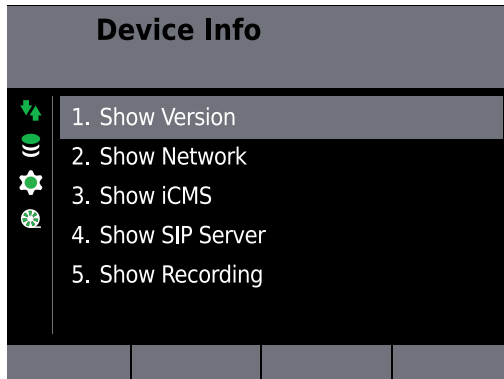 Device Info
1. Show Version
2. Show Network
3. Show iCMS
4. Show SIP Server
5. Show Recording